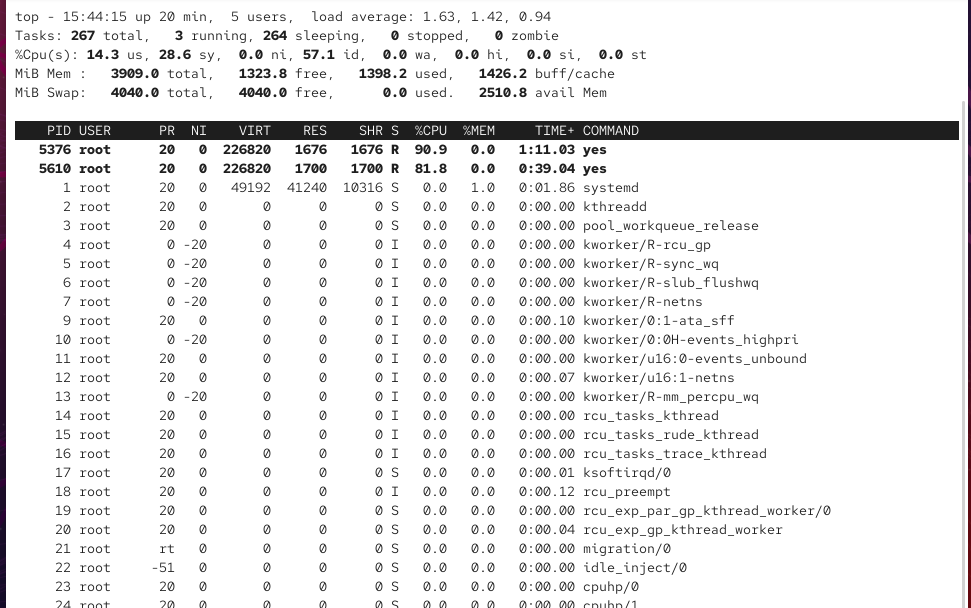 top - 15:44:15 up 20 min,  5 users,  load average: 1.63, 1.42, 0.94
Tasks: 267 total,   3 running, 264 sleeping,   0 stopped,   0 zombie
%Cpu(s): 14.3 us, 28.6 sy,  0.0 ni, 57.1 id,  0.0 wa,  0.0 hi,  0.0 si,  0.0 st
MiB Mem :   3909.0 total,   1323.8 free,   1398.2 used,   1426.2 buff/cache
MiB Swap:   4040.0 total,   4040.0 free,      0.0 used.   2510.8 avail Mem
PID USER      PR  NI    VIRT    RES    SHR S  %CPU  %MEM     TIME+ COMMAND
5376 root      20   0  226820   1676   1676 R  90.9   0.0   1:11.03 yes
5610 root      20   0  226820   1700   1700 R  81.8   0.0   0:39.04 yes
1 root      20   0   49192  41240  10316 S   0.0   1.0   0:01.86 systemd
2 root      20   0       0      0      0 S   0.0   0.0   0:00.00 kthreadd
3 root      20   0       0      0      0 S   0.0   0.0   0:00.00 pool_workqueue_release
4 root       0 -20       0      0      0 I   0.0   0.0   0:00.00 kworker/R-rcu_gp
5 root       0 -20       0      0      0 I   0.0   0.0   0:00.00 kworker/R-sync_wq
6 root       0 -20       0      0      0 I   0.0   0.0   0:00.00 kworker/R-slub_flushwq
7 root       0 -20       0      0      0 I   0.0   0.0   0:00.00 kworker/R-netns
9 root      20   0       0      0      0 I   0.0   0.0   0:00.10 kworker/0:1-ata_sff
10 root       0 -20       0      0      0 I   0.0   0.0   0:00.00 kworker/0:0H-events_highpri
11 root      20   0       0      0      0 I   0.0   0.0   0:00.00 kworker/u16:0-events_unbound
12 root      20   0       0      0      0 I   0.0   0.0   0:00.07 kworker/u16:1-netns
13 root       0 -20       0      0      0 I   0.0   0.0   0:00.00 kworker/R-mm_percpu_wq
14 root      20   0       0      0      0 I   0.0   0.0   0:00.00 rcu_tasks_kthread
15 root      20   0       0      0      0 I   0.0   0.0   0:00.00 rcu_tasks_rude_kthread
16 root      20   0       0      0      0 I   0.0   0.0   0:00.00 rcu_tasks_trace_kthread
17 root      20   0       0      0      0 S   0.0   0.0   0:00.01 ksoftirqd/0
18 root      20   0       0      0      0 I   0.0   0.0   0:00.12 rcu_preempt
19 root      20   0       0      0      0 S   0.0   0.0   0:00.00 rcu_exp_par_gp_kthread_worker/0
20 root      20   0       0      0      0 S   0.0   0.0   0:00.04 rcu_exp_gp_kthread_worker
21 root      rt   0       0      0      0 S   0.0   0.0   0:00.00 migration/0
22 root     -51   0       0      0      0 S   0.0   0.0   0:00.00 idle_inject/0
23 root      20   0       0      0      0 S   0.0   0.0   0:00.00 cpuhp/0
24 root      20   0       0      0      0 S   0.0   0.0   0:00.00 cpuhp/1